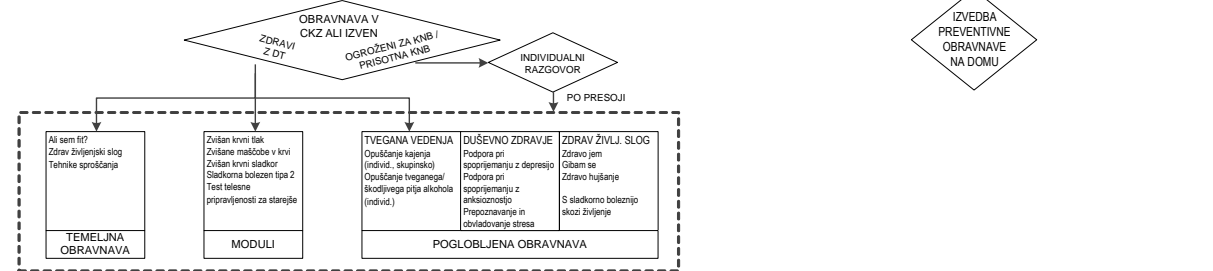 OBRAVNAVA V
CKZ ALI IZVEN
ZDRAVI
Z DT
OGROŽENI ZA KNB /
PRISOTNA KNB
INDIVIDUALNI
RAZGOVOR
PO PRESOJI
IZVEDBA
PREVENTIVNE
OBRAVNAVE
NA DOMU
Ali sem fit?
Zdrav življenjski slog
Tehnike sproščanja
TEMELJNA
OBRAVNAVA
Zvišan krvni tlak
Zvišane maščobe v krvi
Zvišan krvni sladkor
Sladkorna bolezen tipa 2
Test telesne
pripravljenosti za starejše
MODULI
TVEGANA VEDENJA
Opuščanje kajenja
(individ., skupinsko)
Opuščanje tveganega/
škodljivega pitja alkohola
(individ.)
DUŠEVNO ZDRAVJE
Podpora pri
spoprijemanju z depresijo
Podpora pri
spoprijemanju z
anksioznostjo
Prepoznavanje in
obvladovanje stresa
ZDRAV ŽIVLJ. SLOG
Zdravo jem
Gibam se
Zdravo hujšanje
S sladkorno boleznijo
skozi življenje
POGLOBLJENA OBRAVNAVA